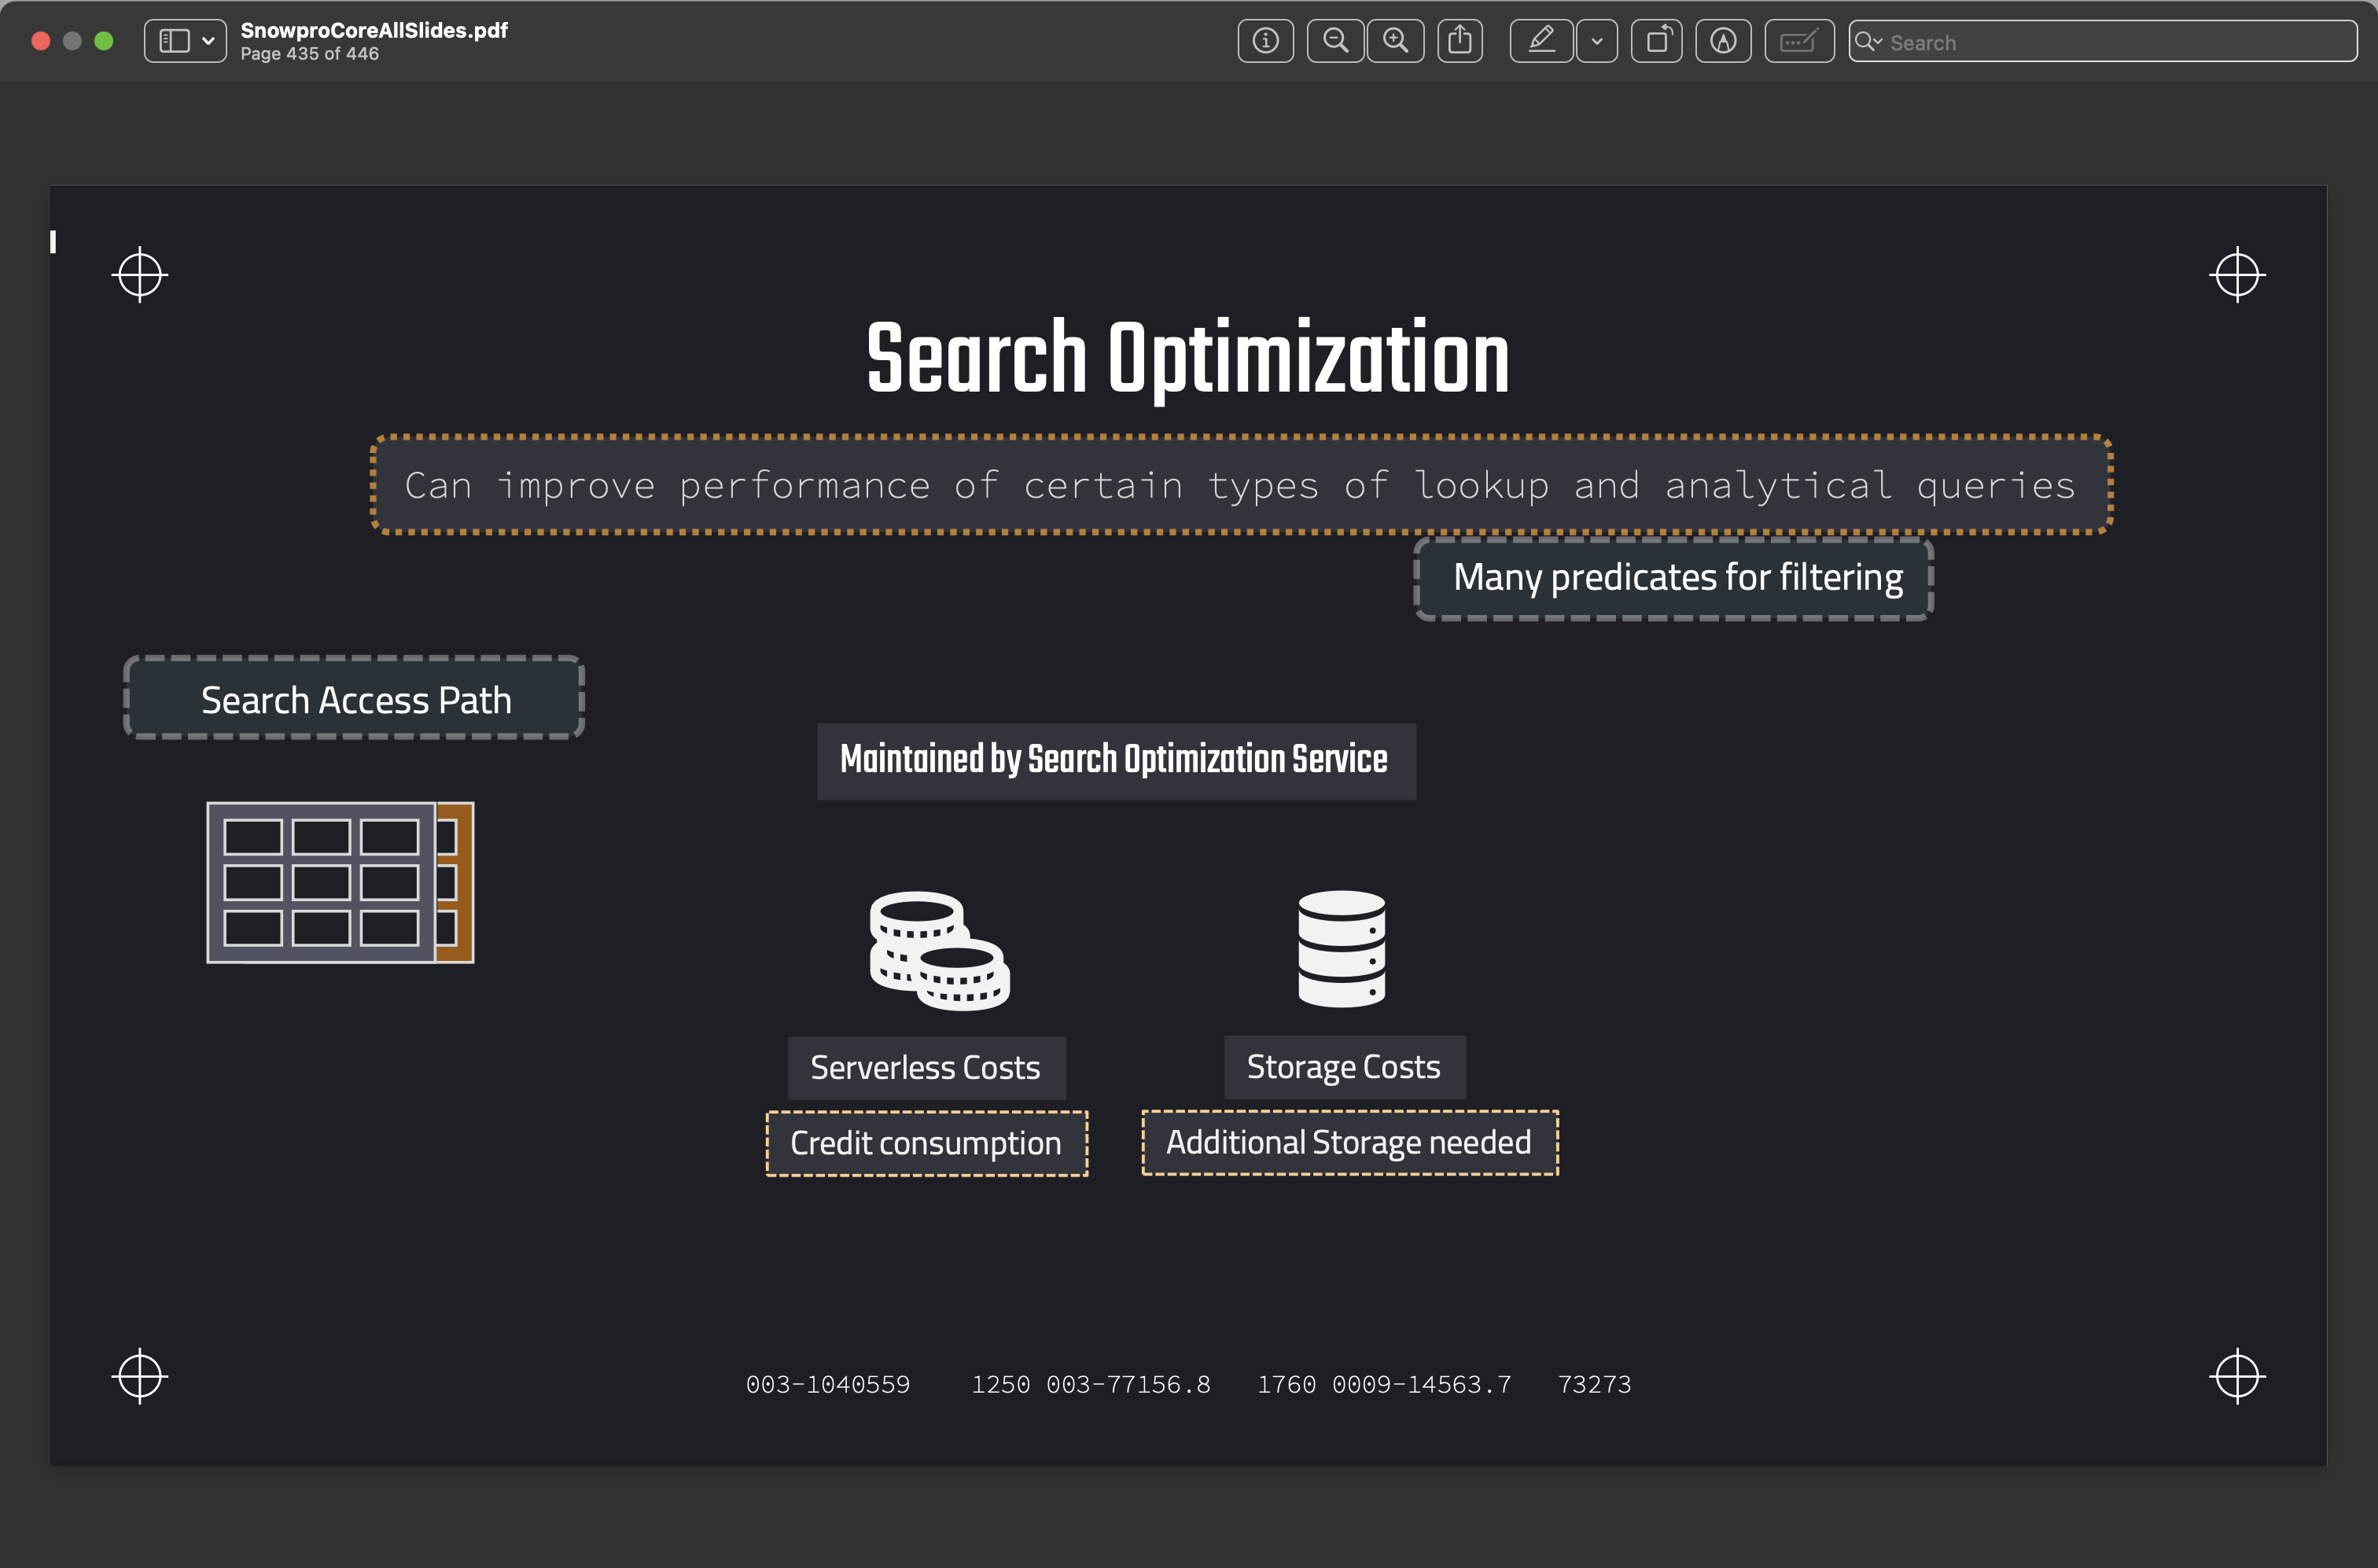 SnowproCoreAllSlides.pdf
Page 435 of 446
Search
Search Optimization
Can improve performance of certain types of lookup and analytical queries
Many predicates for filtering
Search Access Path
Maintained by Search Optimization Service
Serverless Costs
Storage Costs
Credit consumption
Additional Storage needed
003-1040559 1250 003-77156.8 1760 0009-14563.7 73273